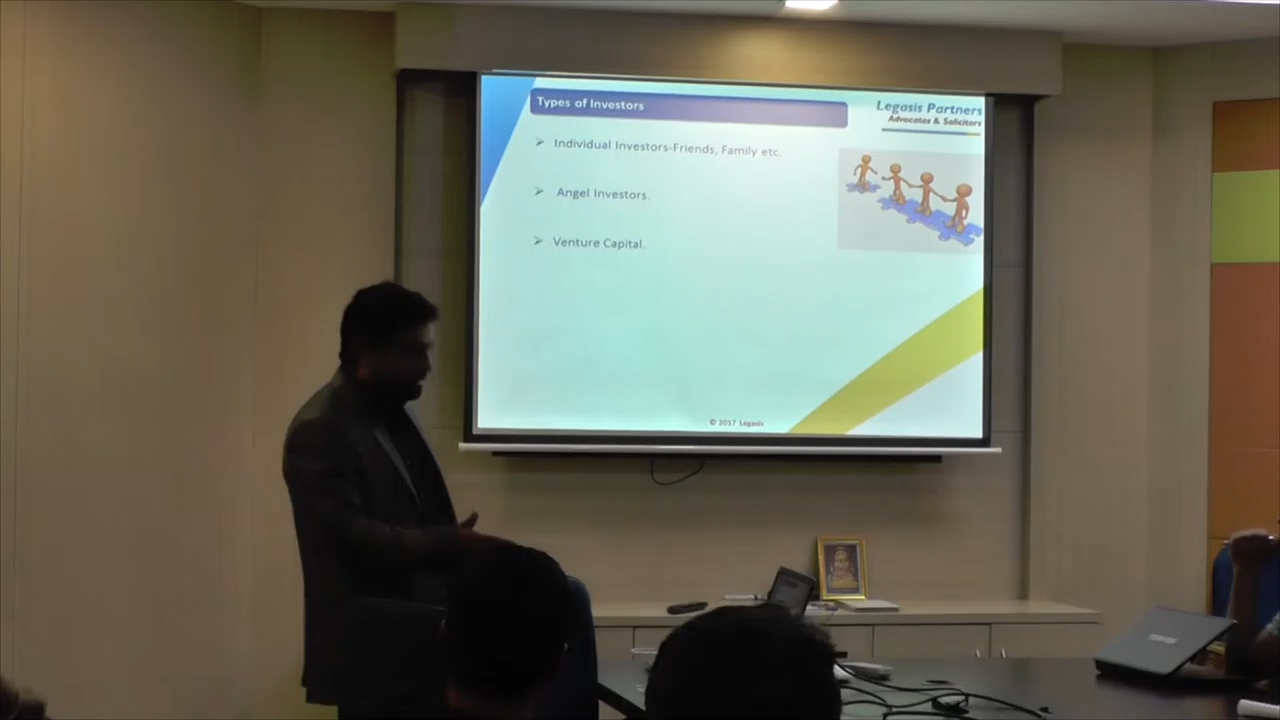 Types of Investors
Legasis Partners
Advocates & Solicitors
Individual Investors-Friends, Family etc.
Angel Investors.
Venture Capital.
© 2017 Legasis